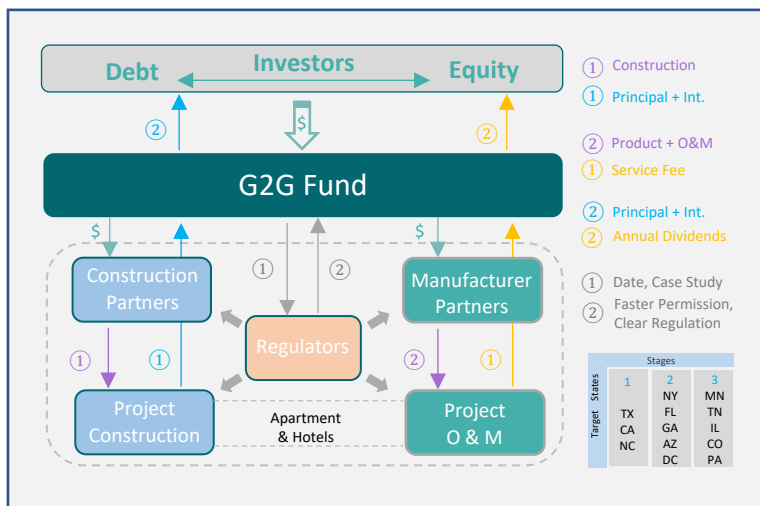 Debt
Investors
Equity
②
$
②
G2G Fund
$
①
②
$
Construction
Partners
Manufacturer
Partners
Regulators
①
①
②
①
Project
Construction
Apartment
& Hotels
Project
O & M
① Construction
① Principal + Int.
② Product + O&M
① Service Fee
② Principal + Int.
② Annual Dividends
① Date, Case Study
② Faster Permission,
Clear Regulation
Stages
Target States
1
TX
CA
NC
2
NY
FL
GA
AZ
DC
3
MN
TN
IL
CO
PA